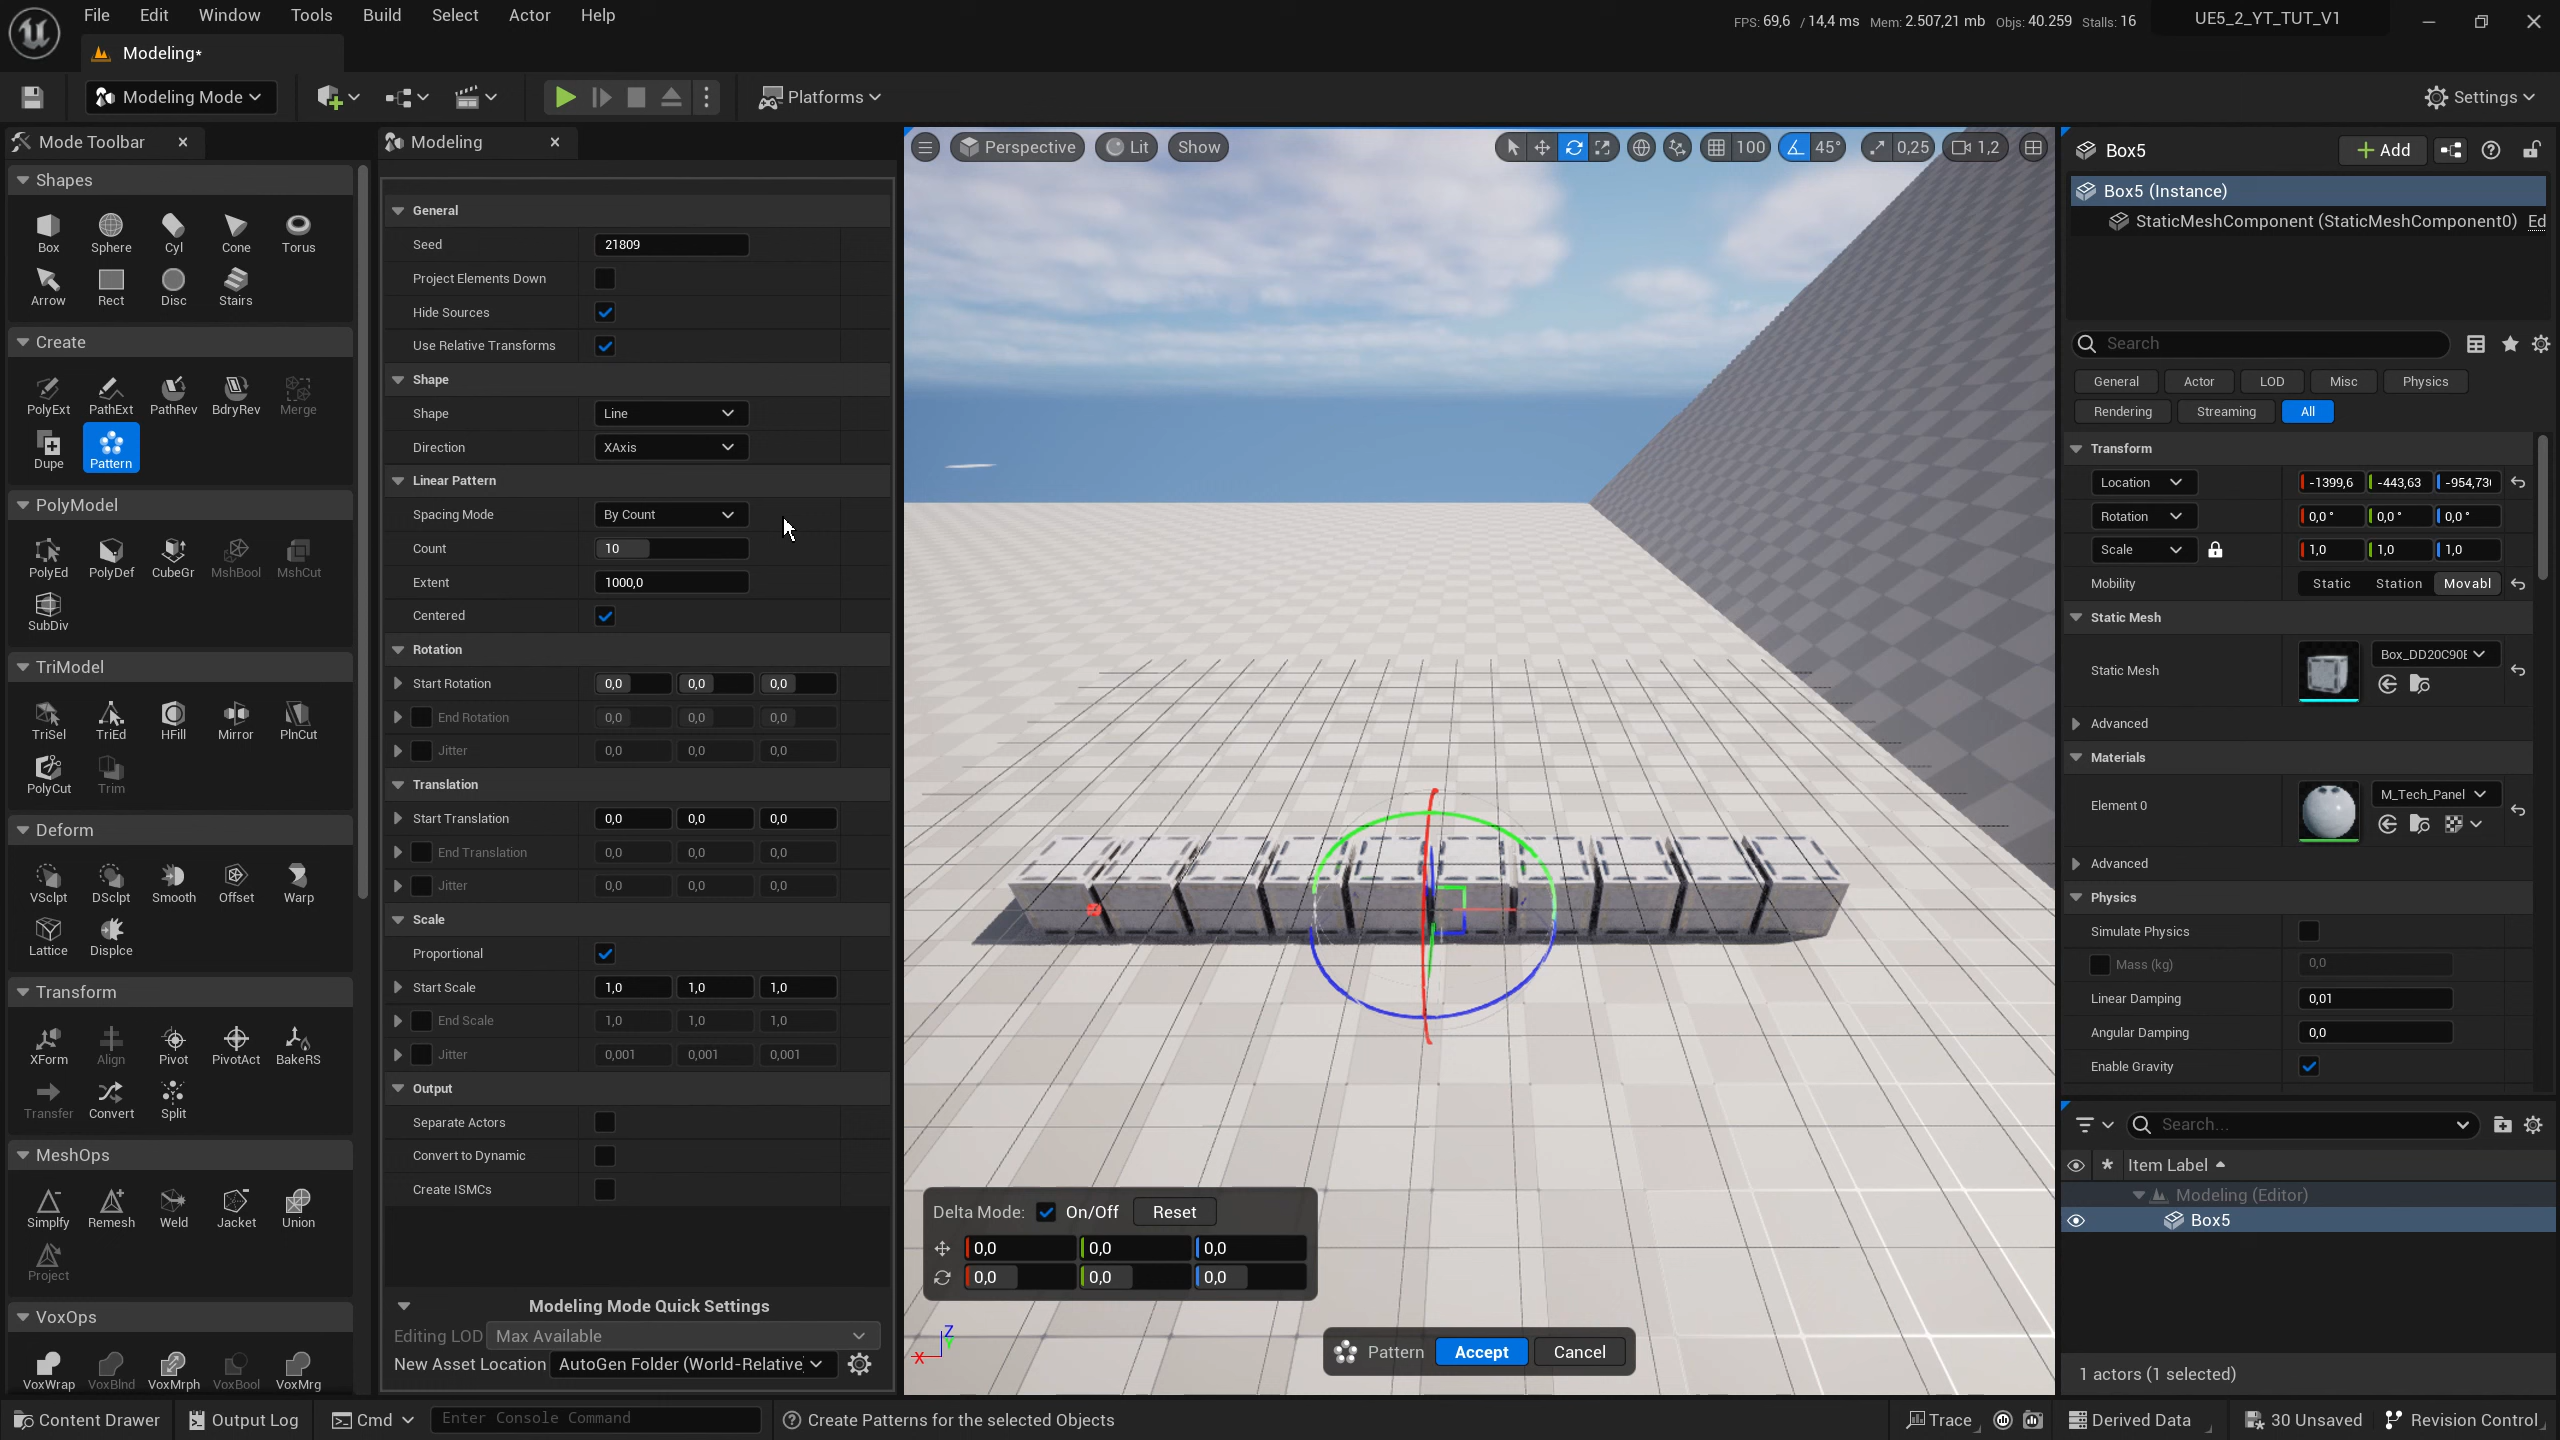 File Edit Window Tools Build Select Actor Help
FPS: 69,6 / 14,4 ms Mem: 2.507,21 mb Objs: 40.259 Stalls: 16
UE5_2_YT_TUT_V1
Modeling*
Modeling Mode
Platforms
Settings
Mode Toolbar
Shapes
Box Sphere Cyl Cone Torus
Arrow Rect Disc Stairs
Create
PolyExt PathExt PathRev BdryRev Merge
Dupe Pattern
PolyModel
PolyEd PolyDef CubeGr MshBool MshCut
SubDiv
TriModel
TriSel TriEd HFill Mirror PlnCut
PolyCut Trim
Deform
VSclpt DSclpt Smooth Offset Warp
Lattice Displce
Transform
XForm Align Pivot PivotAct BakeRS
Transfer Convert Split
MeshOps
Simplfy Remesh Weld Jacket Union
Project
VoxOps
VoxWrap VoxBlnd VoxMrph VoxBool VoxMrg
Modeling
General
Seed 21809
Project Elements Down
Hide Sources
Use Relative Transforms
Shape
Shape Line
Direction XAxis
Linear Pattern
Spacing Mode By Count
Count 10
Extent 1000,0
Centered
Rotation
Start Rotation 0,0 0,0 0,0
End Rotation 0,0 0,0 0,0
Jitter 0,0 0,0 0,0
Translation
Start Translation 0,0 0,0 0,0
End Translation 0,0 0,0 0,0
Jitter 0,0 0,0 0,0
Scale
Proportional
Start Scale 1,0 1,0 1,0
End Scale 1,0 1,0 1,0
Jitter 0,001 0,001 0,001
Output
Separate Actors
Convert to Dynamic
Create ISMCs
Modeling Mode Quick Settings
Editing LOD Max Available
New Asset Location AutoGen Folder (World-Relative)
Perspective Lit Show
100 45° 0,25 1,2
Delta Mode: On/Off Reset
0,0 0,0 0,0
0,0 0,0 0,0
Z
Y
X
Pattern Accept Cancel
Box5
Add
Box5 (Instance)
StaticMeshComponent (StaticMeshComponent0) Ed
Search
General Actor LOD Misc Physics
Rendering Streaming All
Transform
Location -1399,6 -443,63 -954,73
Rotation 0,0 ° 0,0 ° 0,0 °
Scale 1,0 1,0 1,0
Mobility Static Station Movabl
Static Mesh
Static Mesh Box_DD20C90E
Advanced
Materials
Element 0 M_Tech_Panel
Advanced
Physics
Simulate Physics
Mass (kg) 0,0
Linear Damping 0,01
Angular Damping 0,0
Enable Gravity
Search...
Item Label
Modeling (Editor)
Box5
1 actors (1 selected)
Content Drawer Output Log Cmd Enter Console Command Create Patterns for the selected Objects Trace Derived Data 30 Unsaved Revision Control